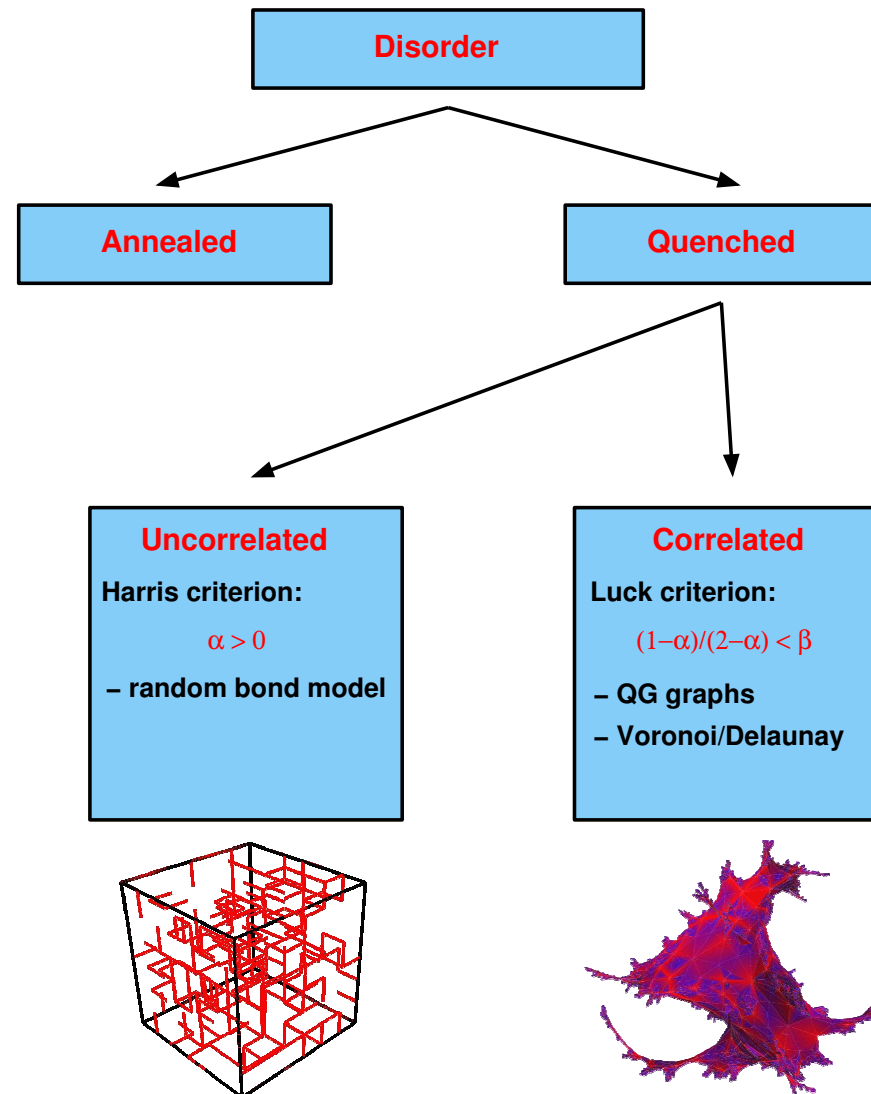 Disorder
Annealed
Quenched
Uncorrelated
Harris criterion:
α > 0
– random bond model
Correlated
Luck criterion:
(1−α)/(2−α) < β
– QG graphs
– Voronoi/Delaunay